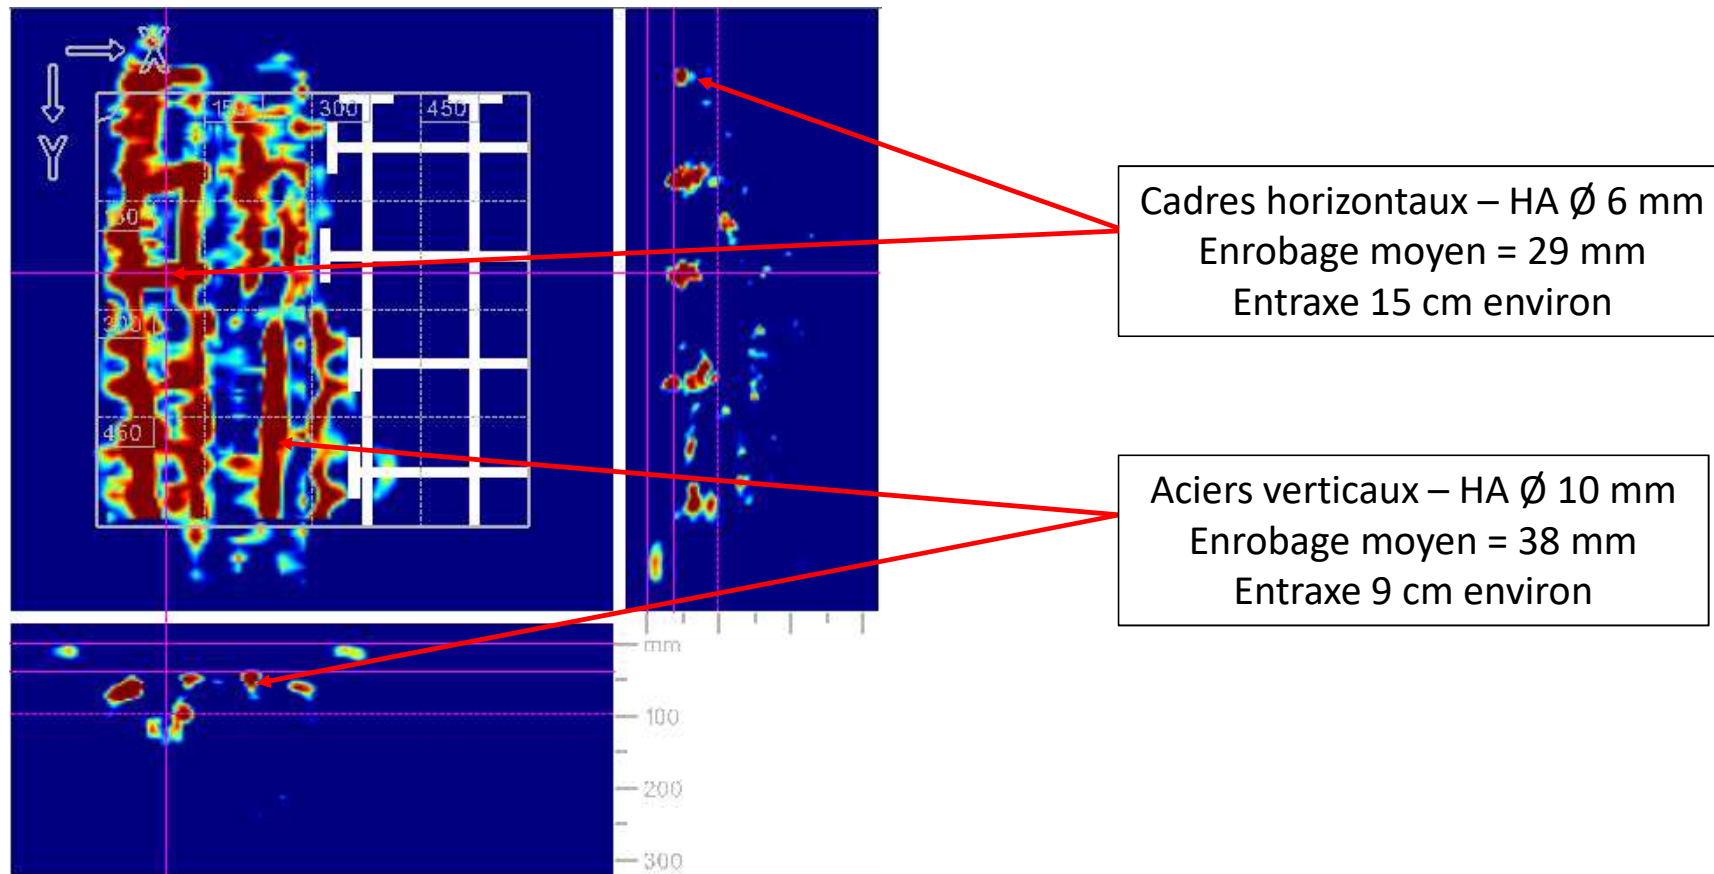 X
Y
150
300
450
150
300
450
mm
100
200
300
Cadres horizontaux – HA Ø 6 mm
Enrobage moyen = 29 mm
Entraxe 15 cm environ
Aciers verticaux – HA Ø 10 mm
Enrobage moyen = 38 mm
Entraxe 9 cm environ